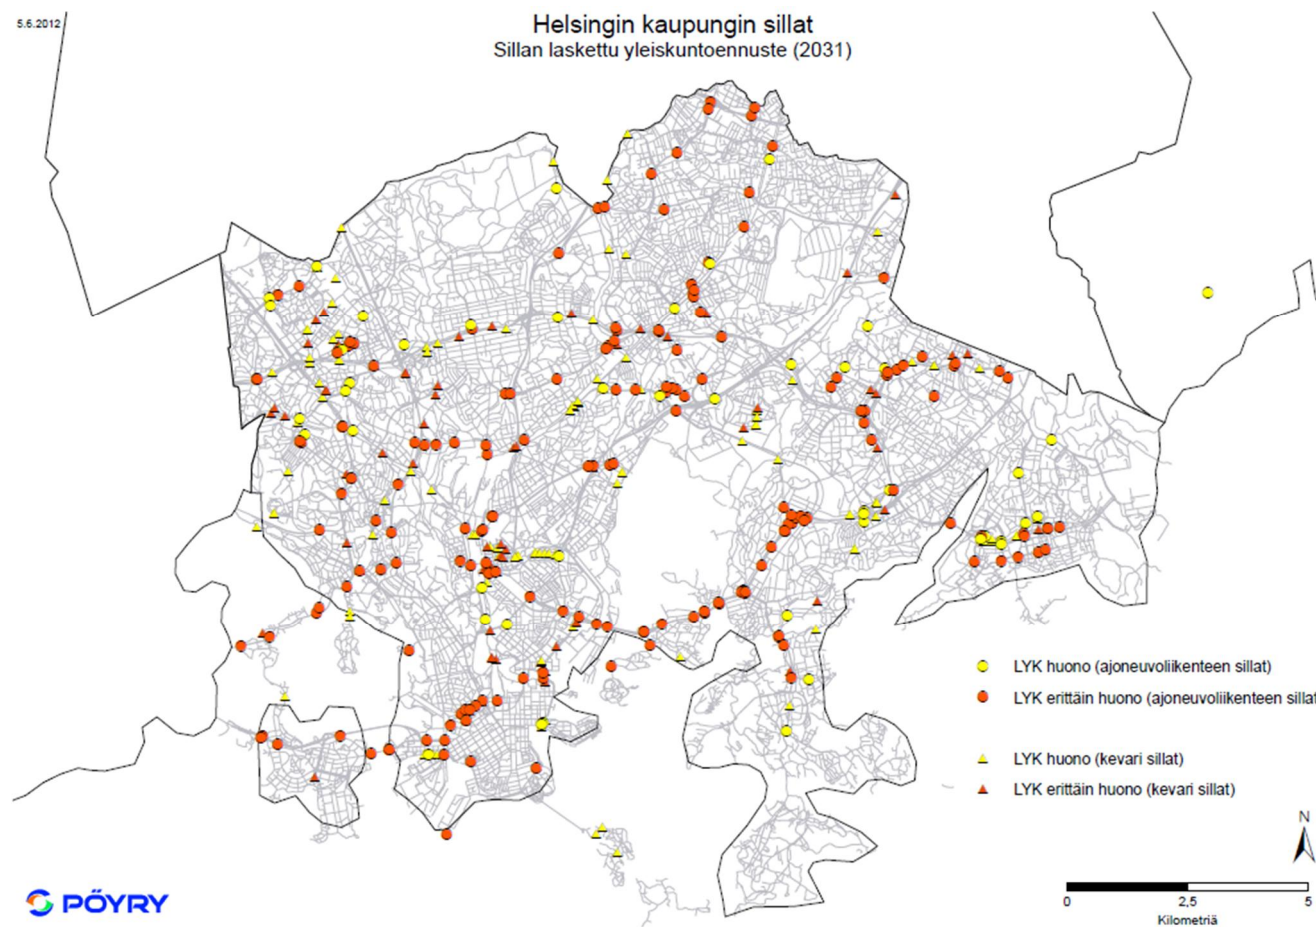 5.6.2012
Helsingin kaupungin sillat
Sillan laskettu yleiskuntoennuste (2031)
LYK huono (ajoneuvoliikenteen sillat)
LYK erittäin huono (ajoneuvoliikenteen sillat
LYK huono (kevari sillat)
LYK erittäin huono (kevari sillat)
N
0 2,5 5
Kilometriä
PÖYRY